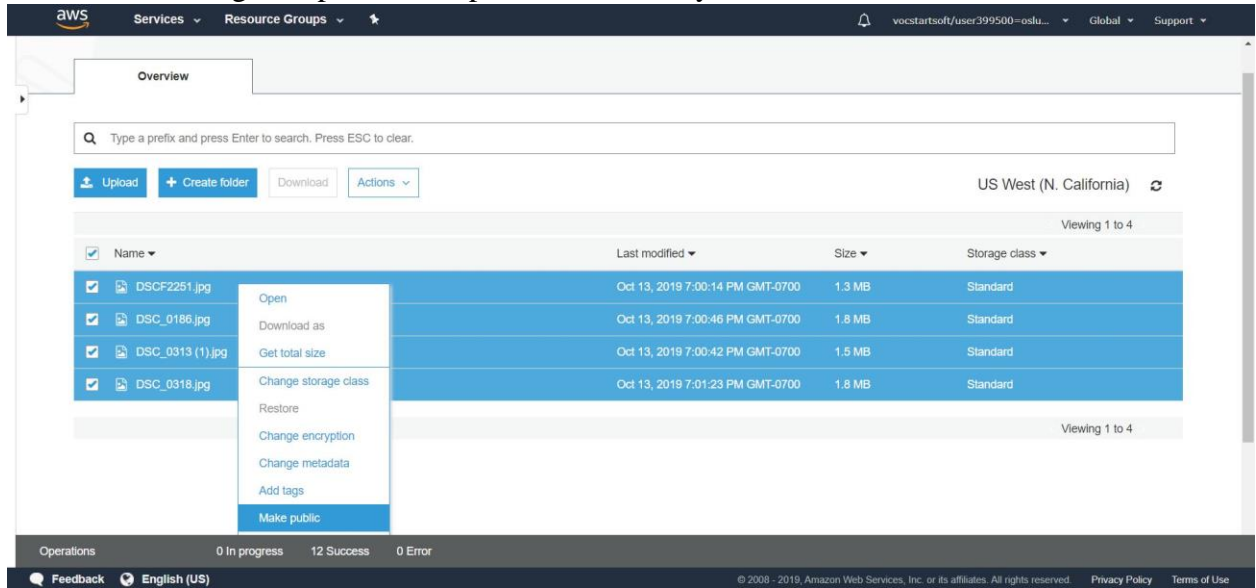 aws Services Resource Groups vocstartsoft/user399500=oslu... Global Support
Overview
Type a prefix and press Enter to search. Press ESC to clear.
Upload + Create folder Download Actions US West (N. California)
Viewing 1 to 4
Name Last modified Size Storage class
DSCF2251.jpg Oct 13, 2019 7:00:14 PM GMT-0700 1.3 MB Standard
DSC_0186.jpg Oct 13, 2019 7:00:46 PM GMT-0700 1.8 MB Standard
DSC_0313 (1).jpg Oct 13, 2019 7:00:42 PM GMT-0700 1.5 MB Standard
DSC_0318.jpg Oct 13, 2019 7:01:23 PM GMT-0700 1.8 MB Standard
Open
Download as
Get total size
Change storage class
Restore
Change encryption
Change metadata
Add tags
Make public
Viewing 1 to 4
Operations 0 In progress 12 Success 0 Error
Feedback English (US) © 2008 - 2019, Amazon Web Services, Inc. or its affiliates. All rights reserved. Privacy Policy Terms of Use